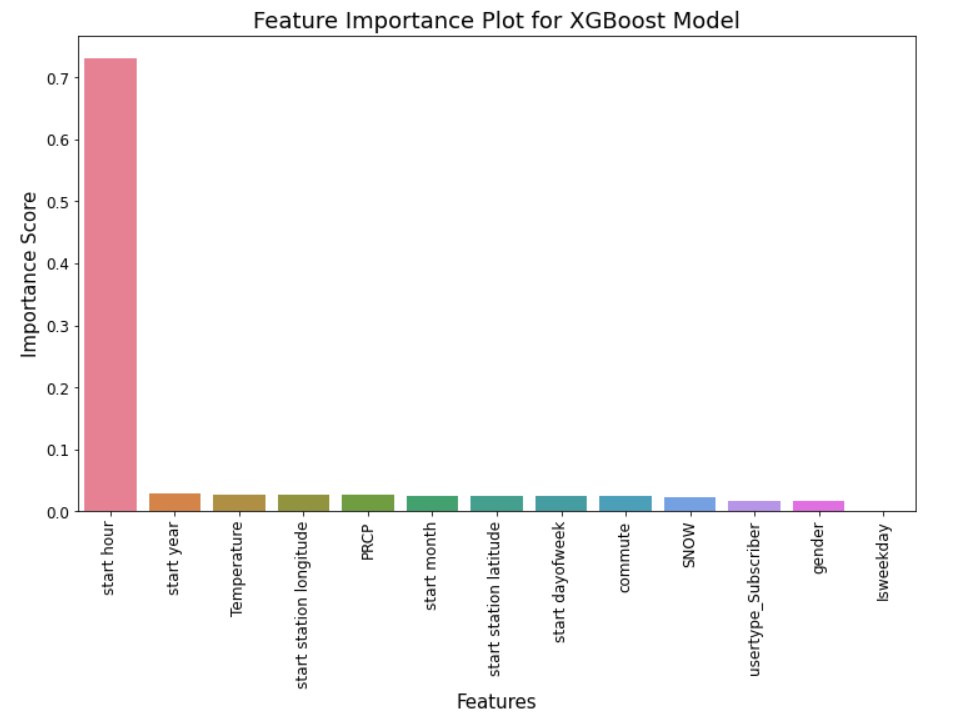 Feature Importance Plot for XGBoost Model
Importance Score
0.7
0.6
0.5
0.4
0.3
0.2
0.1
0.0
start hour
start year
Temperature
start station longitude
PRCP
start month
start station latitude
start dayofweek
commute
SNOW
usertype_Subscriber
gender
Isweekday
Features